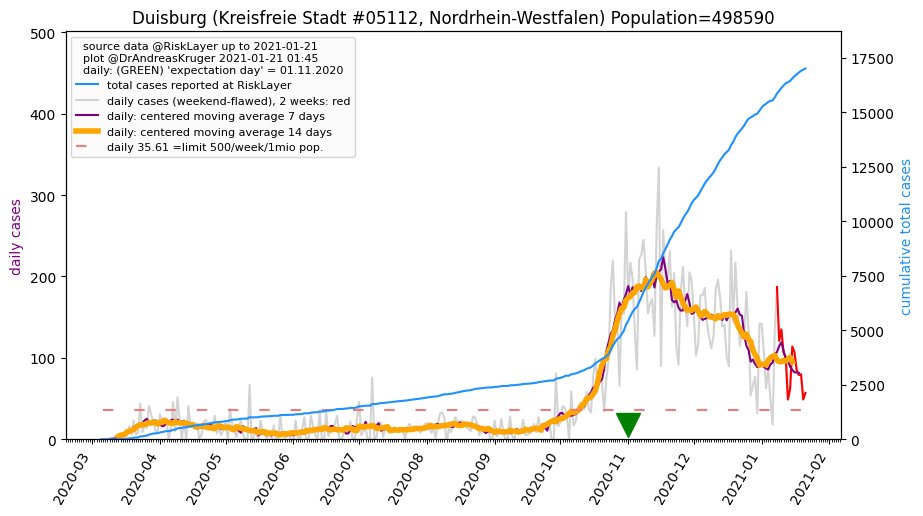 Duisburg (Kreisfreie Stadt #05112, Nordrhein-Westfalen) Population=498590
source data @RiskLayer up to 2021-01-21
plot @DrAndreasKruger 2021-01-21 01:45
daily: (GREEN) 'expectation day' = 01.11.2020
total cases reported at RiskLayer
daily cases (weekend-flawed), 2 weeks: red
daily: centered moving average 7 days
daily: centered moving average 14 days
daily 35.61 =limit 500/week/1mio pop.
daily cases
500
400
300
200
100
0
cumulative total cases
17500
15000
12500
10000
7500
5000
2500
0
2020-03
2020-04
2020-05
2020-06
2020-07
2020-08
2020-09
2020-10
2020-11
2020-12
2021-01
2021-02